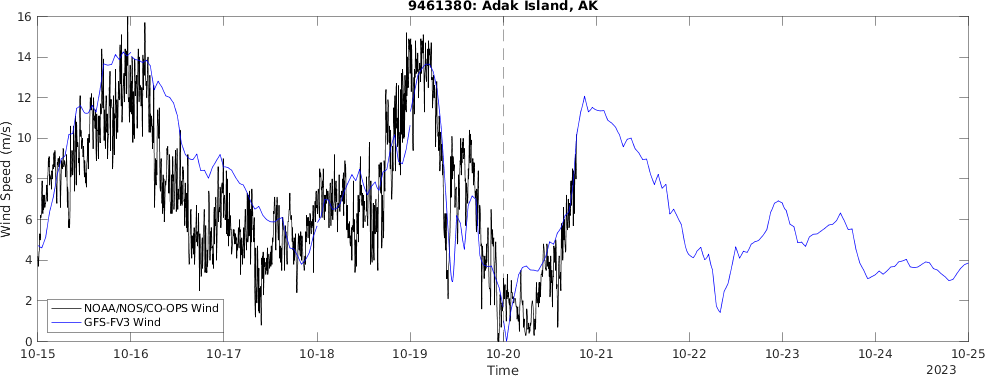 9461380: Adak Island, AK
Wind Speed (m/s)
16
14
12
10
8
6
4
2
0
NOAA/NOS/CO-OPS Wind
GFS-FV3 Wind
10-15 10-16 10-17 10-18 10-19 10-20 10-21 10-22 10-23 10-24 10-25
Time
2023